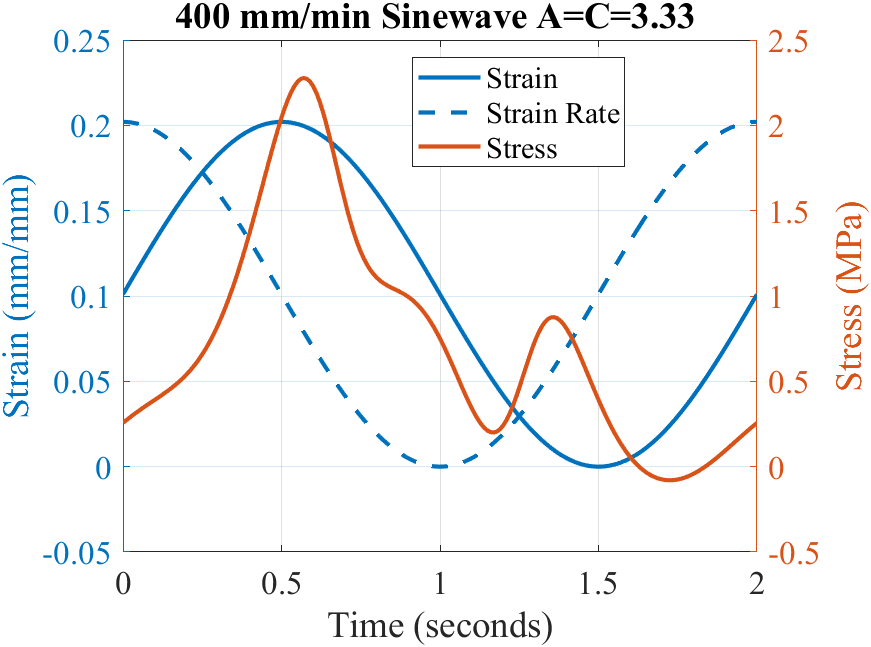 400 mm/min Sinewave A=C=3.33
Strain
Strain Rate
Stress
0.25
0.2
0.15
0.1
0.05
0
-0.05
Strain (mm/mm)
2.5
2
1.5
1
0.5
0
-0.5
Stress (MPa)
0
0.5
1
1.5
2
Time (seconds)